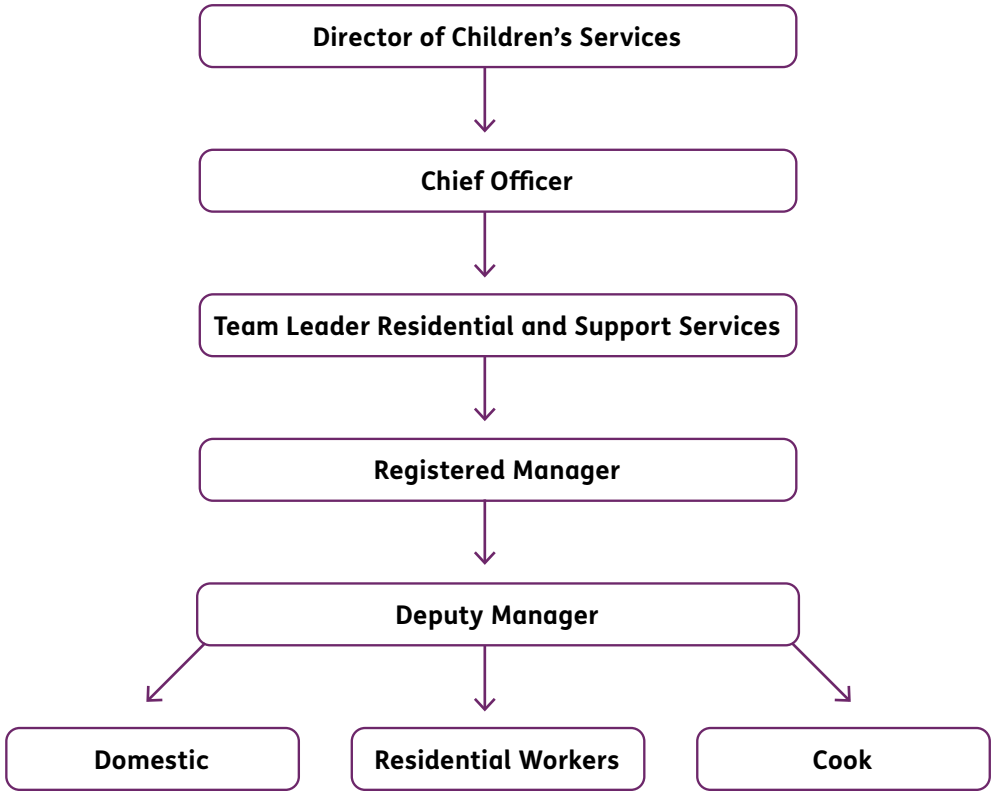 Director of Children’s Services
Chief Officer
Team Leader Residential and Support Services
Registered Manager
Deputy Manager
Domestic
Residential Workers
Cook